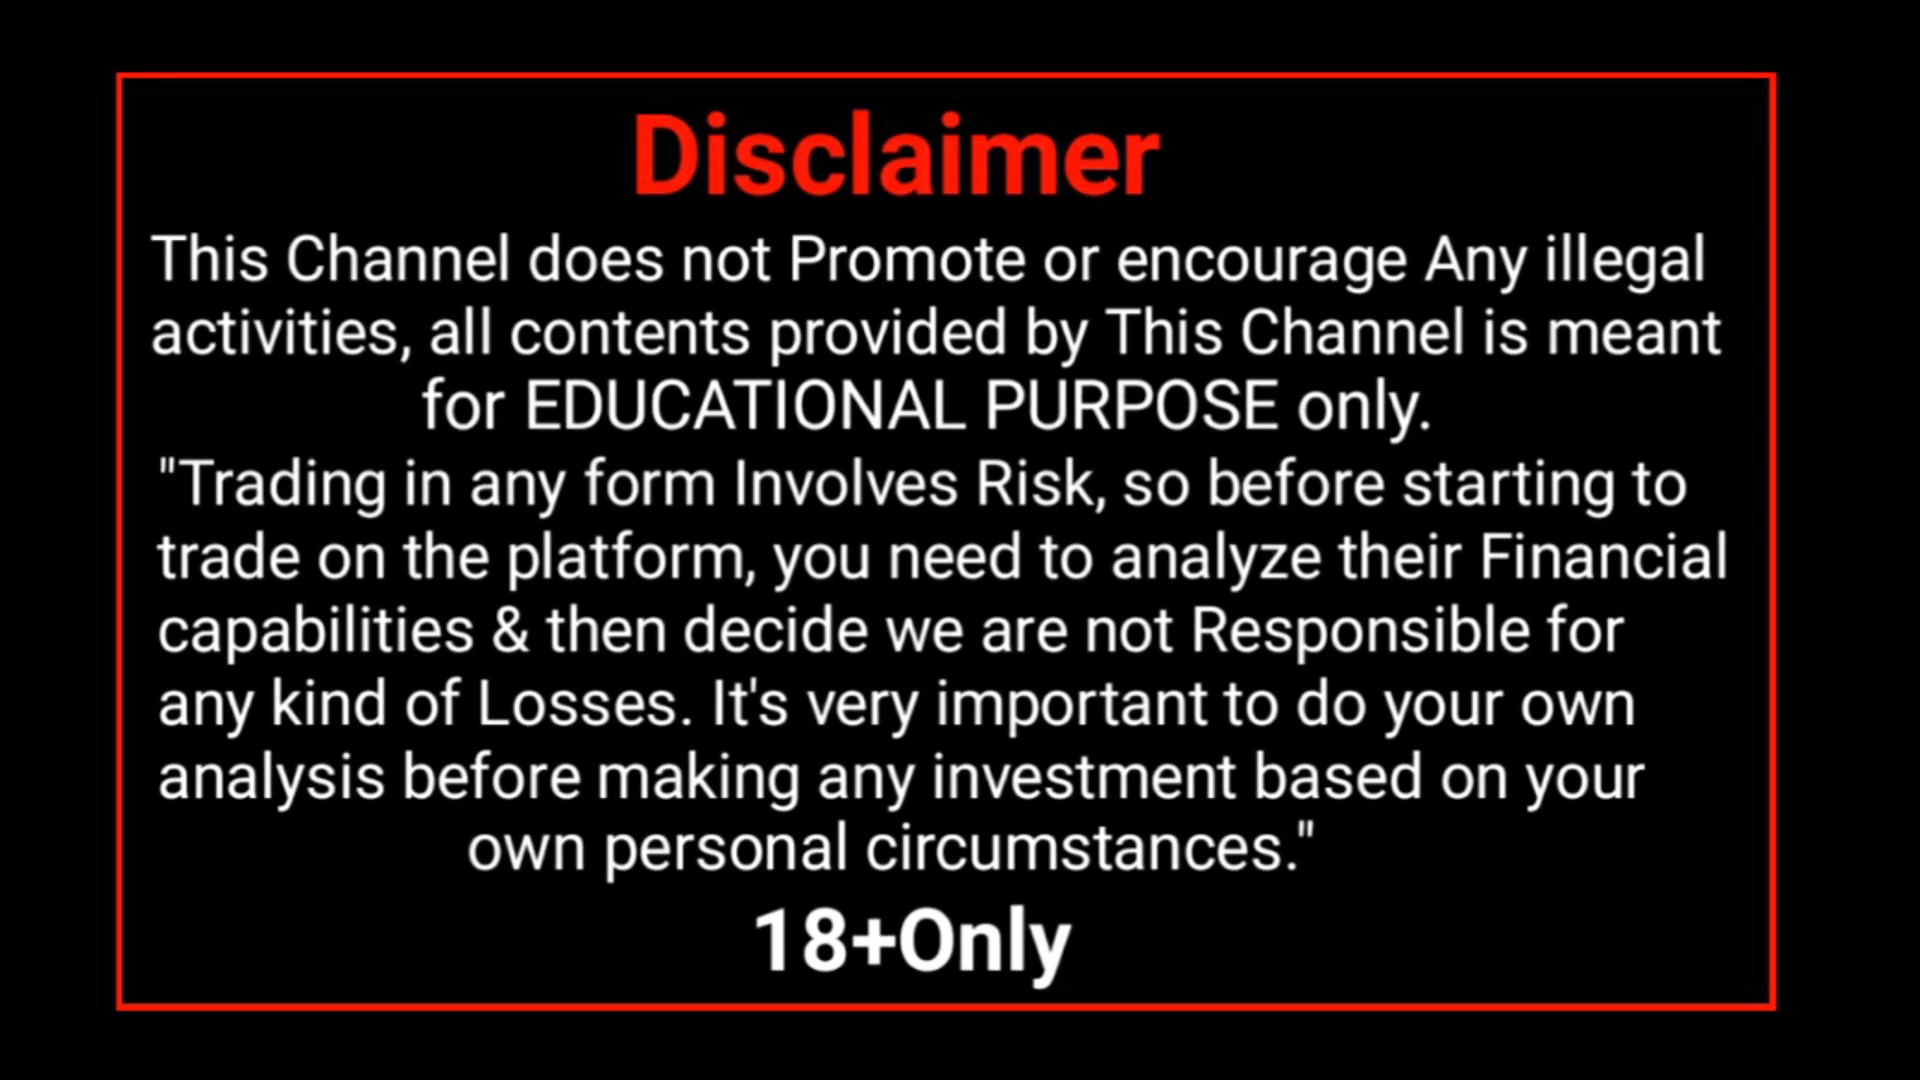 Disclaimer
This Channel does not Promote or encourage Any illegal
activities, all contents provided by This Channel is meant
for EDUCATIONAL PURPOSE only.
"Trading in any form Involves Risk, so before starting to
trade on the platform, you need to analyze their Financial
capabilities & then decide we are not Responsible for
any kind of Losses. It's very important to do your own
analysis before making any investment based on your
own personal circumstances."
18+Only